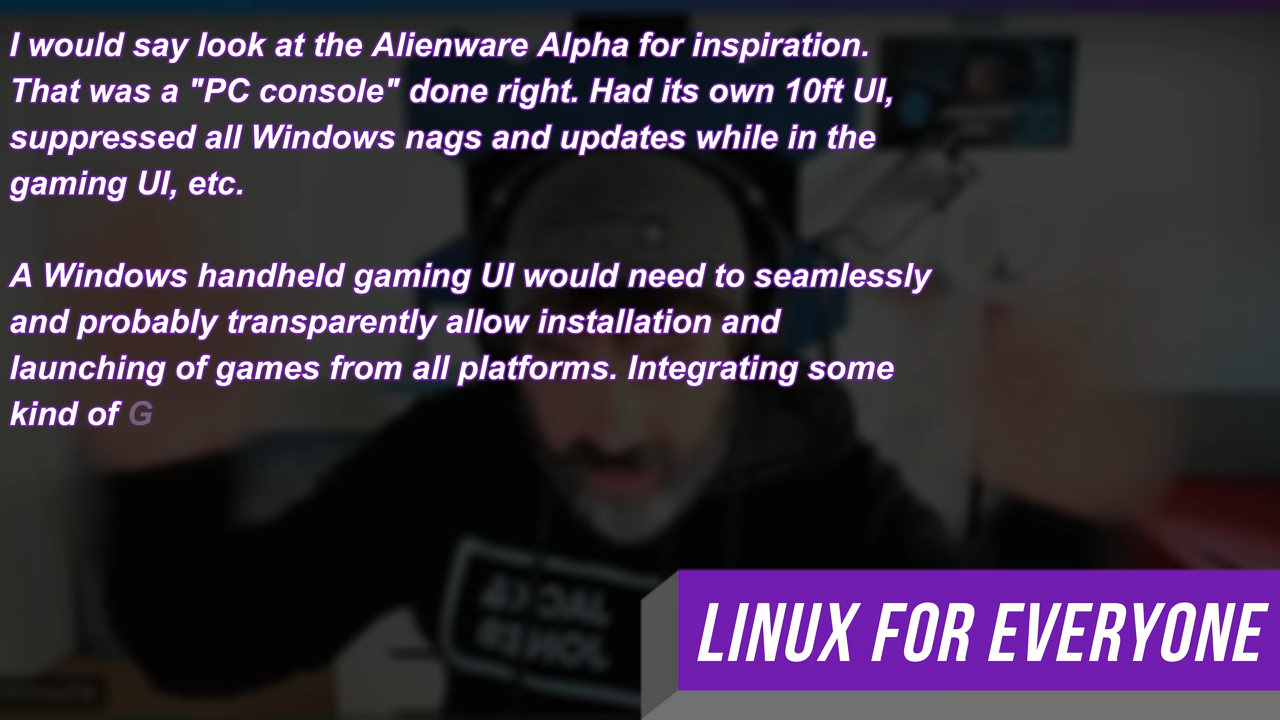 I would say look at the Alienware Alpha for inspiration.
That was a "PC console" done right. Had its own 10ft UI,
suppressed all Windows nags and updates while in the
gaming UI, etc.
A Windows handheld gaming UI would need to seamlessly
and probably transparently allow installation and
launching of games from all platforms. Integrating some
kind of G
LINUX FOR EVERYONE